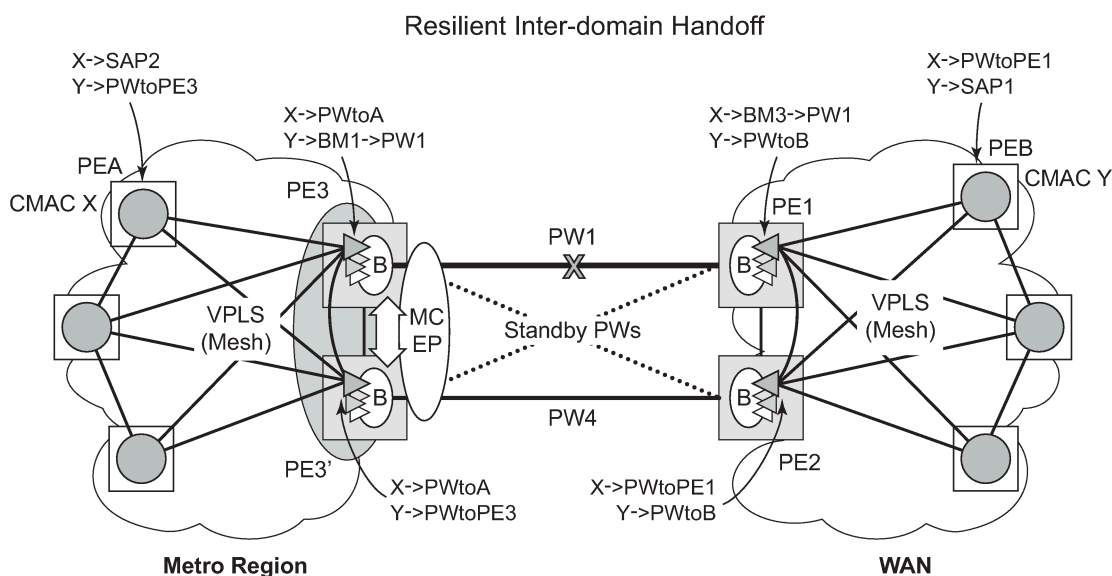 Resilient Inter-domain Handoff
X->SAP2
Y->PWtoPE3
X->PWtoA
Y->BM1->PW1
X->BM3->PW1
Y->PWtoB
X->PWtoPE1
Y->SAP1
PEA
CMAC X
PE3
PE1
PEB
CMAC Y
PW1
X
B
B
VPLS
(Mesh)
MC
EP
Standby PWs
VPLS
(Mesh)
B
B
PW4
PE3’
PE2
X->PWtoA
Y->PWtoPE3
X->PWtoPE1
Y->PWtoB
Metro Region
WAN